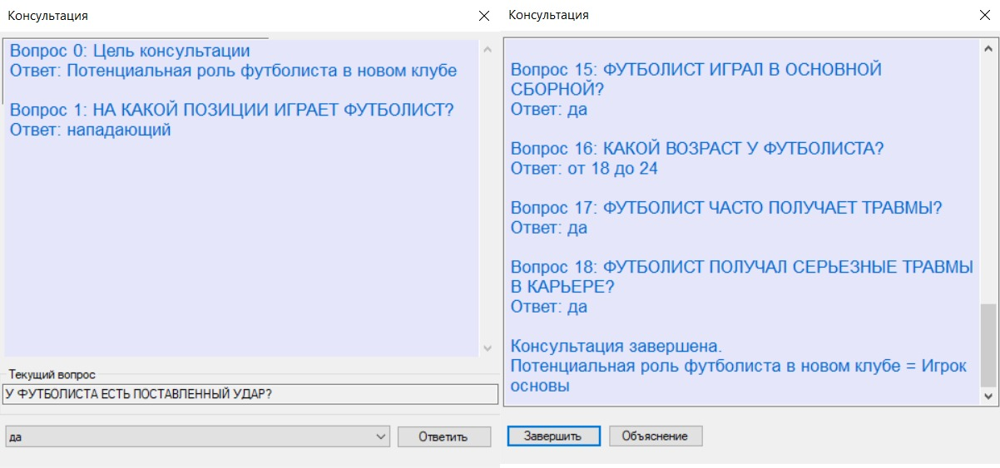 Консультация
Вопрос 0: Цель консультации
Ответ: Потенциальная роль футболиста в новом клубе
Вопрос 1: НА КАКОЙ ПОЗИЦИИ ИГРАЕТ ФУТБОЛИСТ?
Ответ: нападающий
Текущий вопрос
У ФУТБОЛИСТА ЕСТЬ ПОСТАВЛЕННЫЙ УДАР?
да
Ответить
Консультация
Вопрос 15: ФУТБОЛИСТ ИГРАЛ В ОСНОВНОЙ
СБОРНОЙ?
Ответ: да
Вопрос 16: КАКОЙ ВОЗРАСТ У ФУТБОЛИСТА?
Ответ: от 18 до 24
Вопрос 17: ФУТБОЛИСТ ЧАСТО ПОЛУЧАЕТ ТРАВМЫ?
Ответ: да
Вопрос 18: ФУТБОЛИСТ ПОЛУЧАЛ СЕРЬЕЗНЫЕ ТРАВМЫ
В КАРЬЕРЕ?
Ответ: да
Консультация завершена.
Потенциальная роль футболиста в новом клубе = Игрок
основы
Завершить
Объяснение